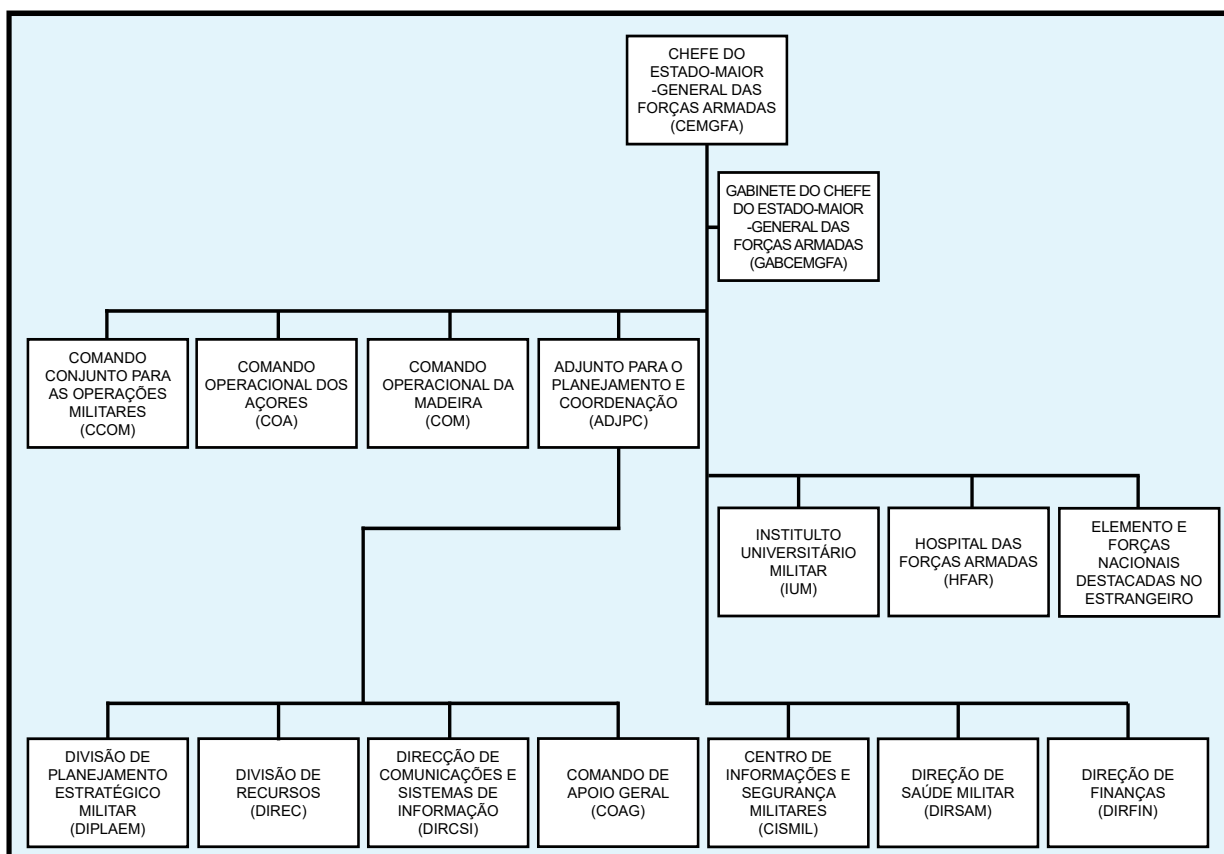 CHEFE DO
ESTADO-MAIOR
-GENERAL DAS
FORÇAS ARMADAS
(CEMGFA)
GABINETE DO CHEFE
DO ESTADO-MAIOR
-GENERAL DAS
FORÇAS ARMADAS
(GABCEMGFA)
COMANDO
CONJUNTO PARA
AS OPERAÇÕES
MILITARES
(CCOM)
COMANDO
OPERACIONAL DOS
AÇORES
(COA)
COMANDO
OPERACIONAL DA
MADEIRA
(COM)
ADJUNTO PARA O
PLANEJAMENTO E
COORDENAÇÃO
(ADJPC)
INSTITULTO
UNIVERSITÁRIO
MILITAR
(IUM)
HOSPITAL DAS
FORÇAS ARMADAS
(HFAR)
ELEMENTO E
FORÇAS
NACIONAIS
DESTACADAS NO
ESTRANGEIRO
DIVISÃO DE
PLANEJAMENTO
ESTRATÉGICO
MILITAR
(DIPLAEM)
DIVISÃO DE
RECURSOS
(DIREC)
DIRECÇÃO DE
COMUNICAÇÕES E
SISTEMAS DE
INFORMAÇÃO
(DIRCSI)
COMANDO DE
APOIO GERAL
(COAG)
CENTRO DE
INFORMAÇÕES E
SEGURANÇA
MILITARES
(CISMIL)
DIREÇÃO DE
SAÚDE MILITAR
(DIRSAM)
DIREÇÃO DE
FINANÇAS
(DIRFIN)